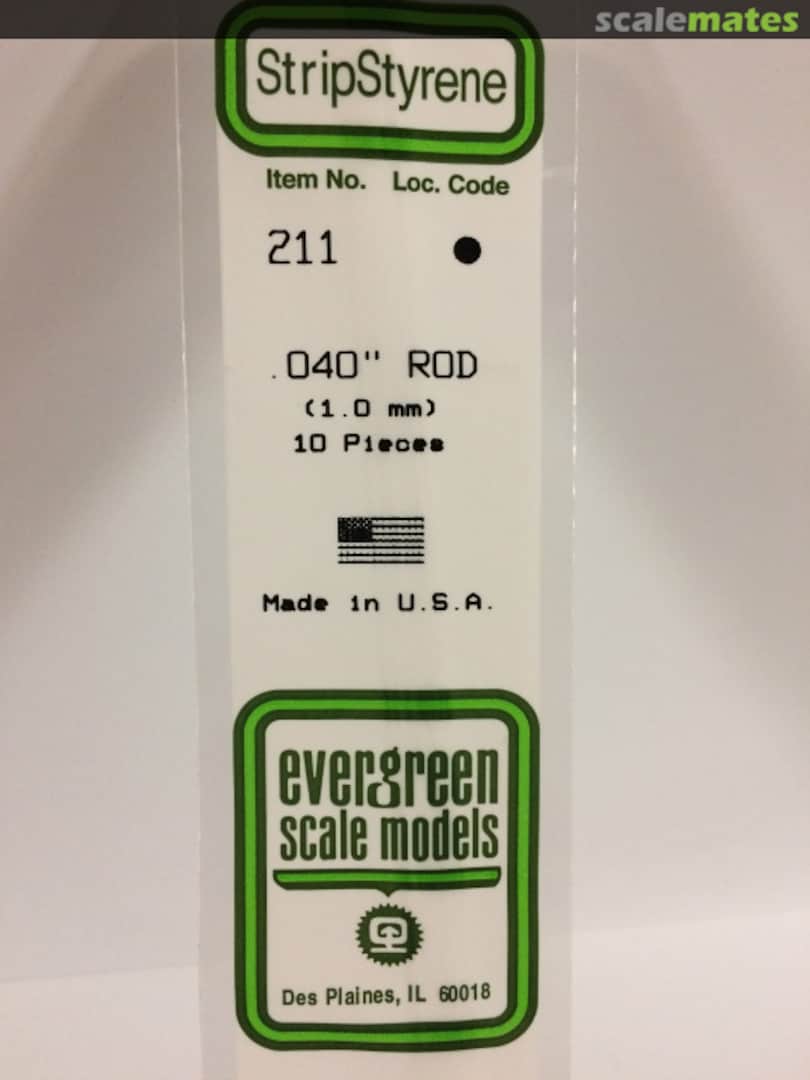 scalemates
StripStyrene
Item No. Loc. Code
211
.040" ROD
(1.0 mm)
10 Pieces
Made in U.S.A.
evergreen
scale models
Des Plaines, IL 60018